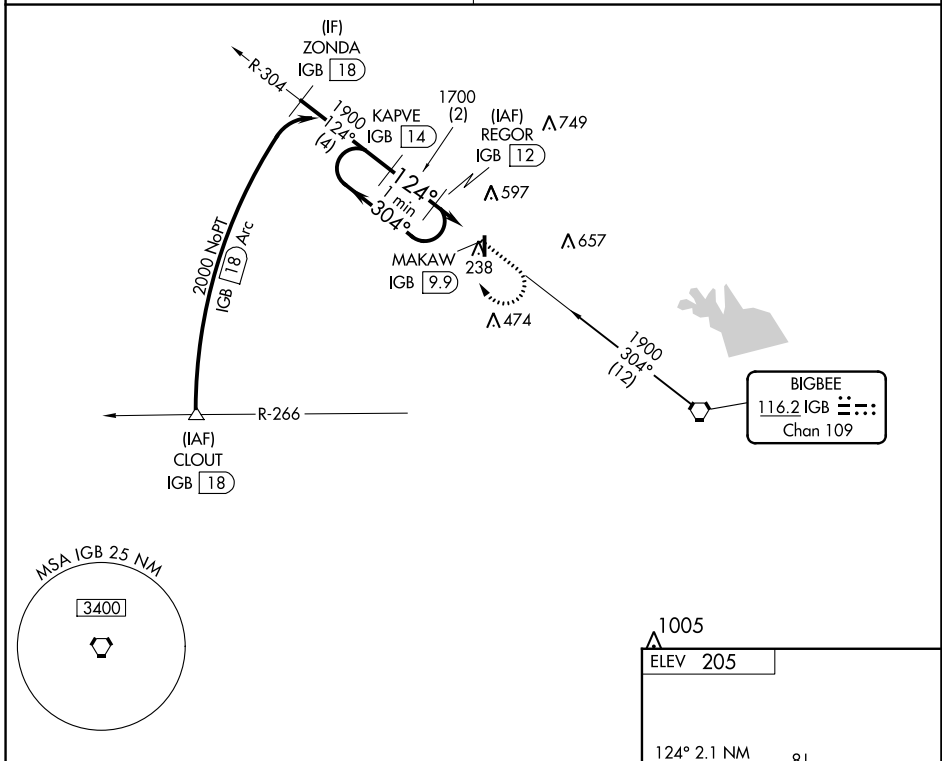 (IF)
ZONDA
IGB 18
R-304
1900
124°
(4)
KAPVE
IGB 14
1700
(2)
(IAF)
REGOR
IGB 12
749
597
124°
1 min
304°
657
MAKAW
IGB 9.9
238
474
2000 NoPT
IGB 18 Arc
1900
304°
(12)
BIGBEE
116.2 IGB
Chan 109
R-266
(IAF)
CLOUT
IGB 18
MSA IGB 25 NM
3400
1005
ELEV 205
124° 2.1 NM